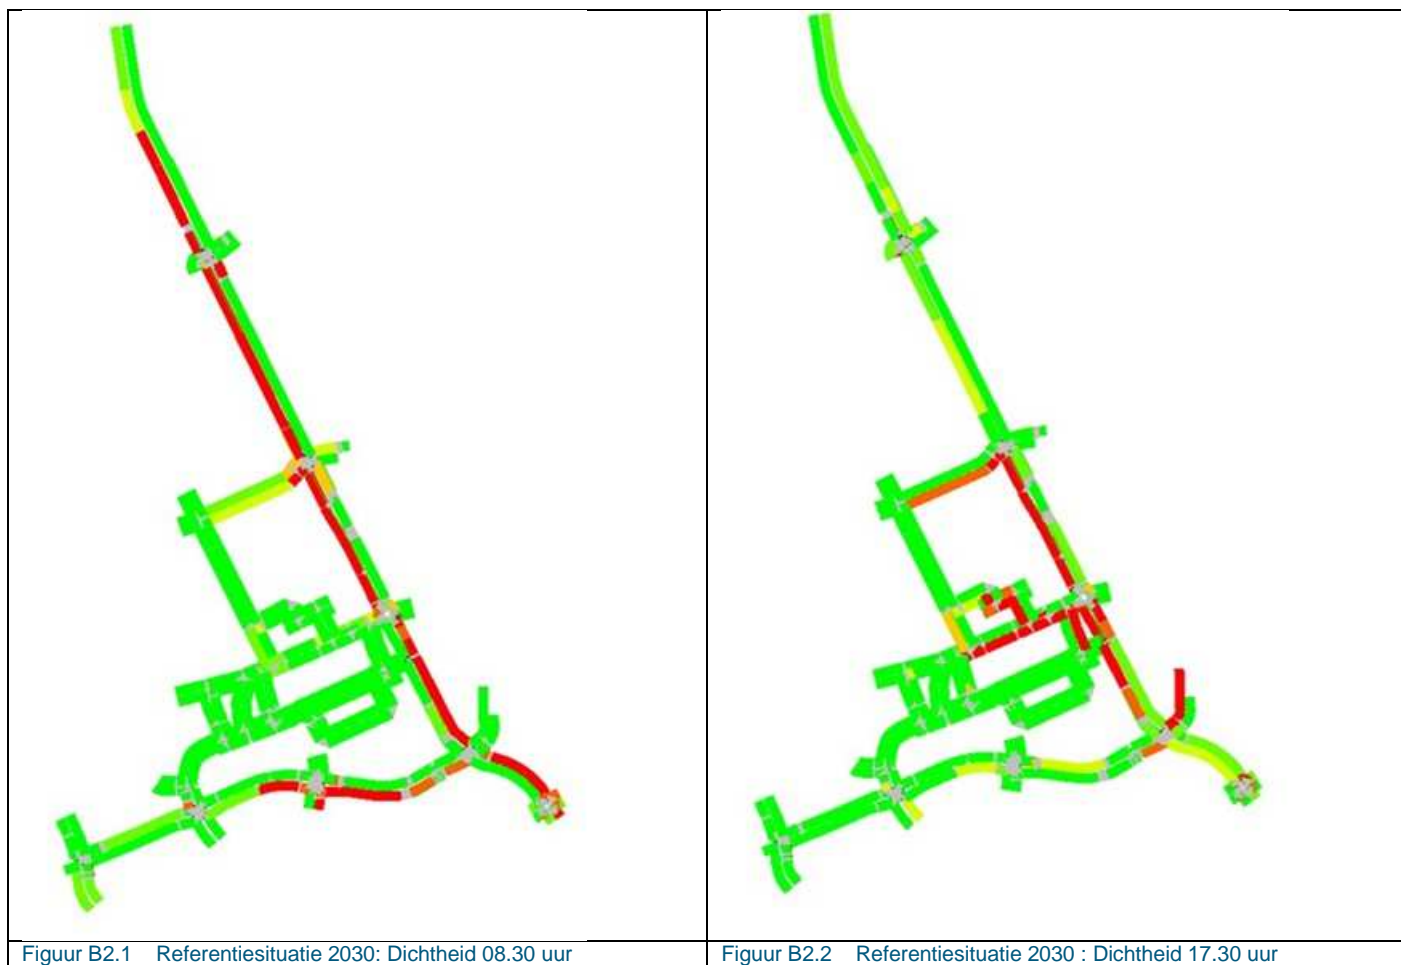 Figuur B2.1 Referentiesituatie 2030: Dichtheid 08.30 uur
Figuur B2.2 Referentiesituatie 2030 : Dichtheid 17.30 uur